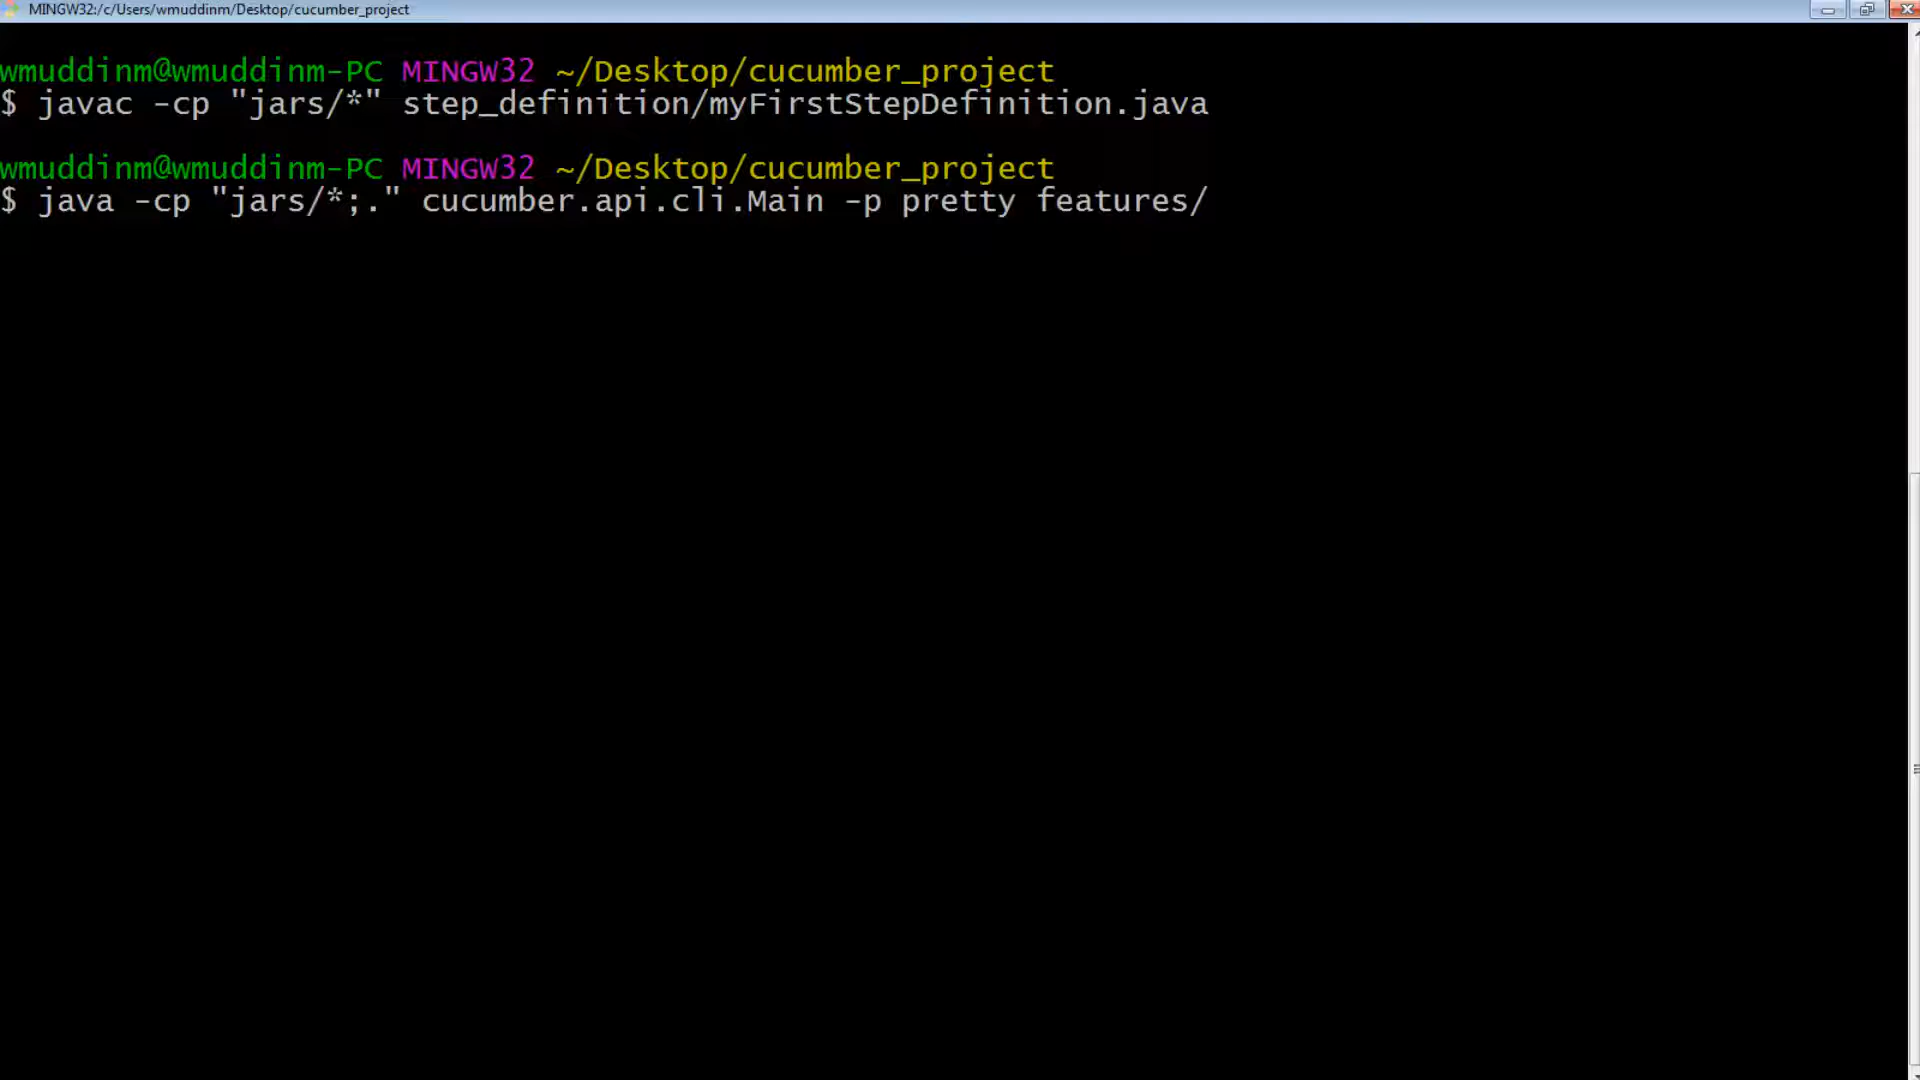 MINGW32:/c/Users/wmuddinm/Desktop/cucumber_project
wmuddinm@wmuddinm-PC MINGW32 ~/Desktop/cucumber_project
$ javac -cp "jars/*" step_definition/myFirstStepDefinition.java
wmuddinm@wmuddinm-PC MINGW32 ~/Desktop/cucumber_project
$ java -cp "jars/*;." cucumber.api.cli.Main -p pretty features/